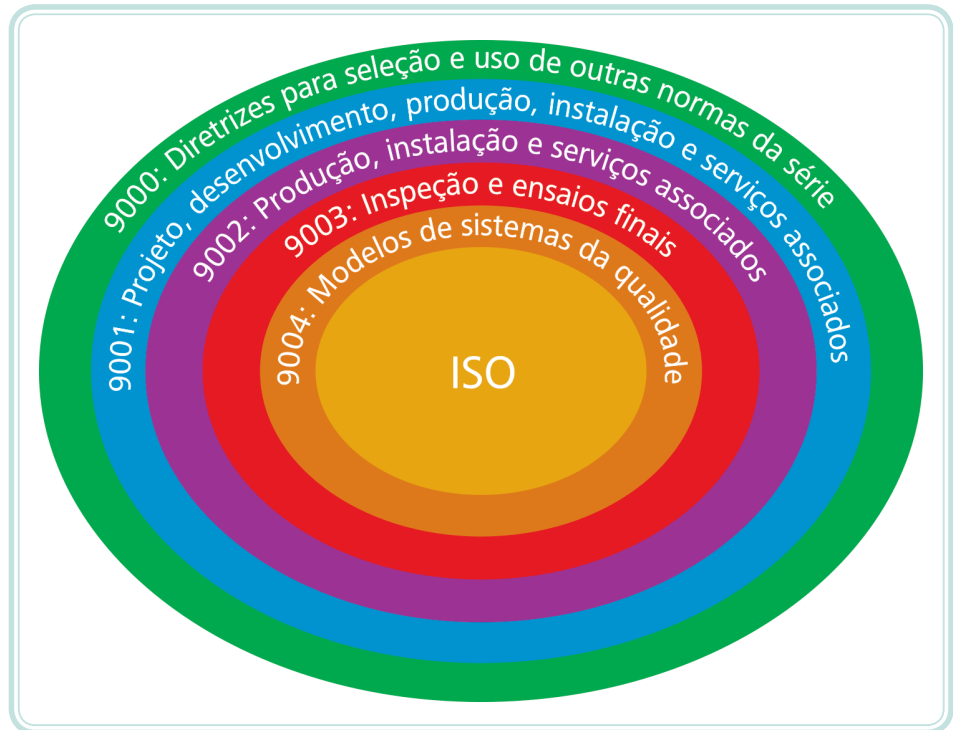 9000: Diretrizes para seleção e uso de outras normas da série
9001: Projeto, desenvolvimento, produção, instalação e serviços associados
9002: Produção, instalação e serviços associados
9003: Inspeção e ensaios finais
9004: Modelos de sistemas da qualidade
ISO